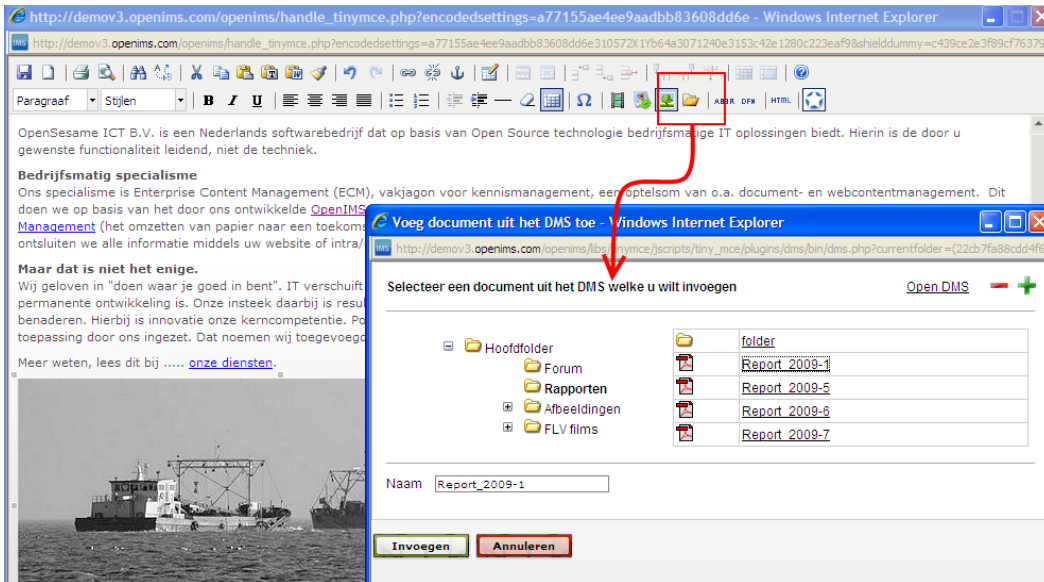 http://demov3.openims.com/openims/handle_tinymce.php?encodedsettings=a77155ae4ee9aadbb83608dd6e - Windows Internet Explorer
IMS http://demov3.openims.com/openims/handle_tinymce.php?encodedsettings=a77155ae4ee9aadbb83608dd6e310572X1Yb64a3071240e3153c42e1280c223eaf9&shielddummy=c439ce2e3f89cf76379
Paragraaf Stijlen B I U Ω ABBR DFN HTML
OpenSesame ICT B.V. is een Nederlands softwarebedrijf dat op basis van Open Source technologie bedrijfsmatige IT oplossingen biedt. Hierin is de door u
gewenste functionaliteit leidend, niet de techniek.
Bedrijfsmatig specialisme
Ons specialisme is Enterprise Content Management (ECM), vakjagon voor kennismanagement, een optelsom van o.a. document- en webcontentmanagement. Dit
doen we op basis van het door ons ontwikkelde OpenIMS
Management (het omzetten van papier naar een toekoms
ontsluiten we alle informatie middels uw website of intra/
Maar dat is niet het enige.
Wij geloven in "doen waar je goed in bent". IT verschuift
permanente ontwikkeling is. Onze insteek daarbij is resul
benaderen. Hierbij is innovatie onze kerncompetentie. Po
toepassing door ons ingezet. Dat noemen wij toegevoegd
Meer weten, lees dit bij ..... onze diensten.
Voeg document uit het DMS toe - Windows Internet Explorer
IMS http://demov3.openims.com/openims/libs/tinymce/jscripts/tiny_mce/plugins/dms/bin/dms.php?currentfolder=(22cb7fa88cdd4f6
Selecteer een document uit het DMS welke u wilt invoegen Open DMS
Hoofdfolder
Forum
Rapporten
Afbeeldingen
FLV films
folder
Report_2009-1
Report_2009-5
Report_2009-6
Report_2009-7
Naam Report_2009-1
Invoegen Annuleren